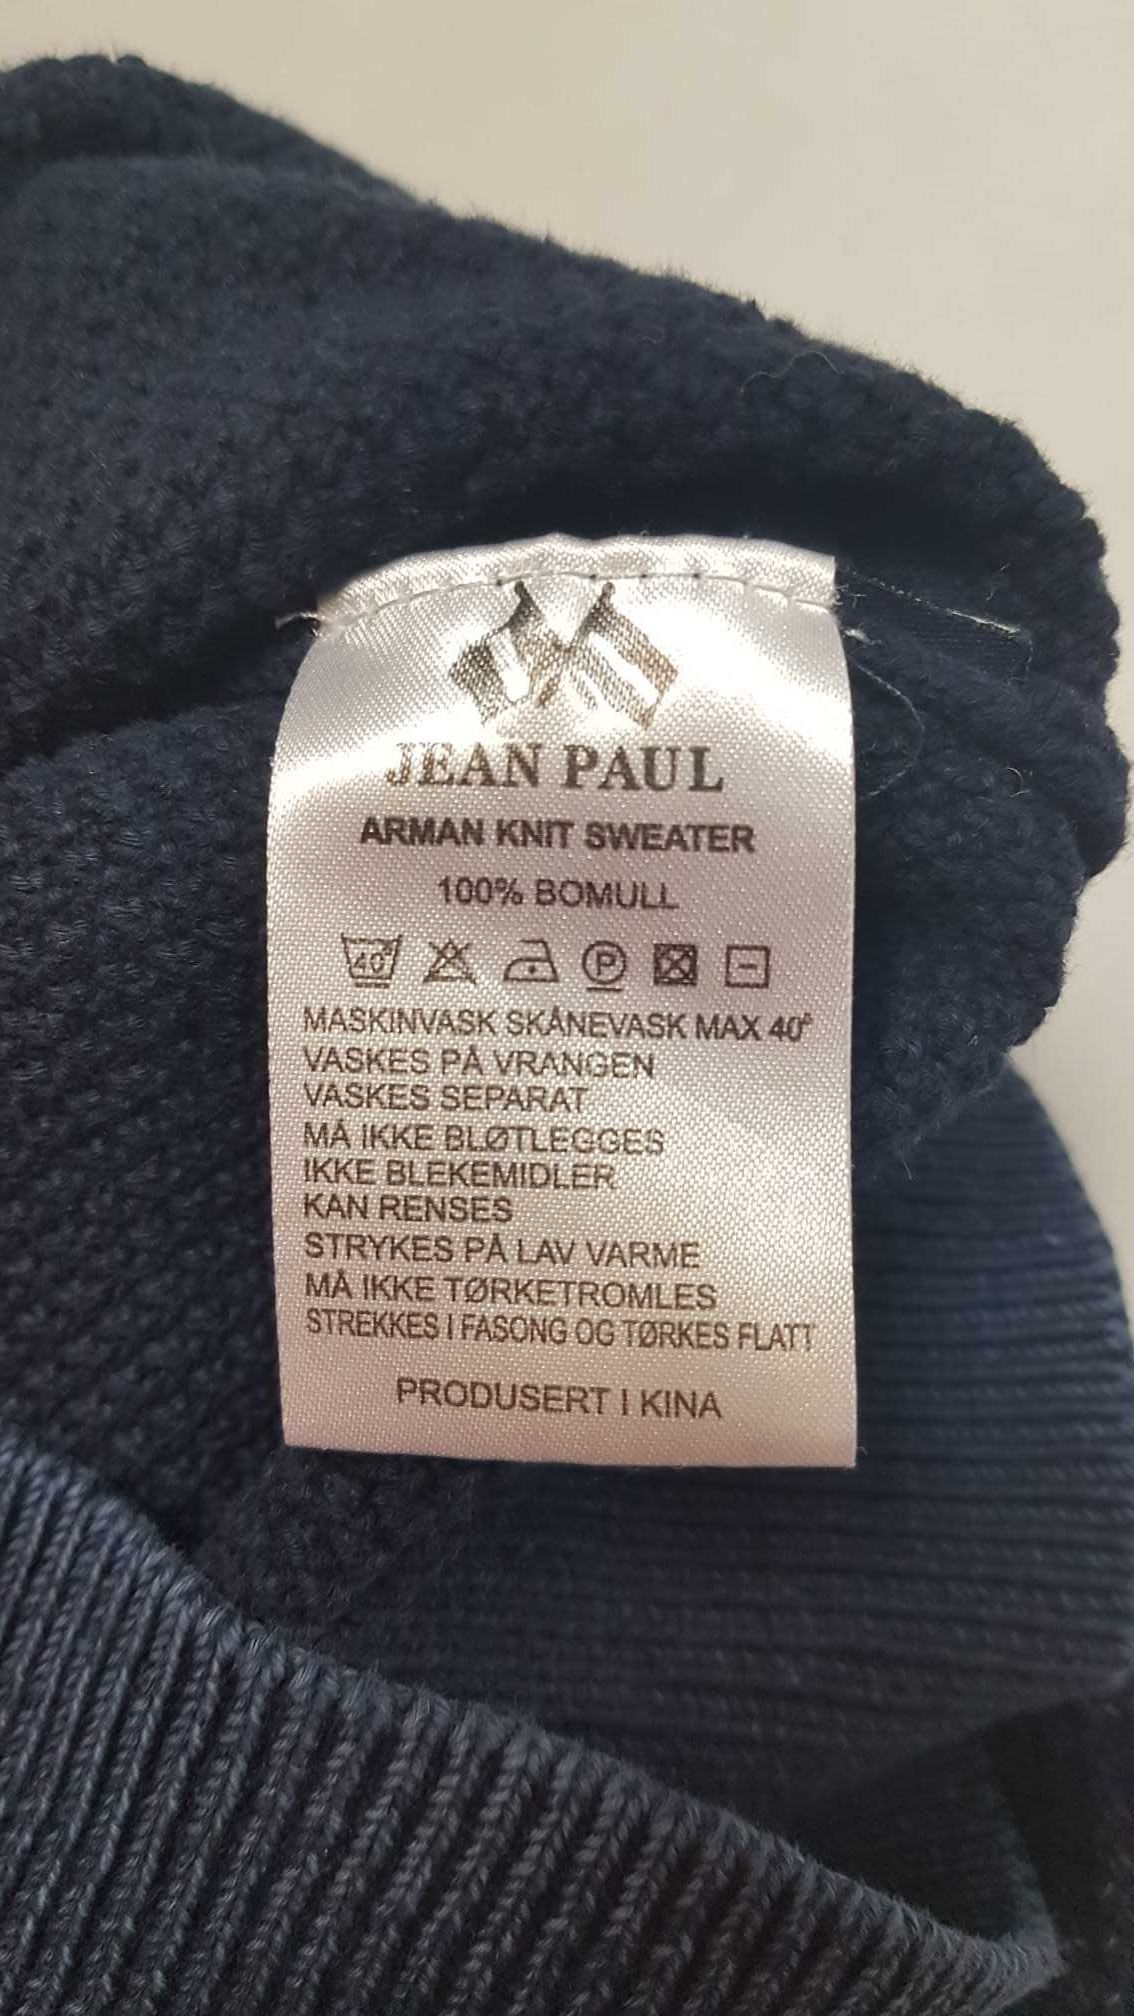 JEAN PAUL
ARMAN KNIT SWEATER
100% BOMULL
40° P
MASKINVASK SKÅNEVASK MAX 40°
VASKES PÅ VRANGEN
VASKES SEPARAT
MÅ IKKE BLØTLEGGES
IKKE BLEKEMIDLER
KAN RENSES
STRYKES PÅ LAV VARME
MÅ IKKE TØRKETROMLES
STREKKES I FASONG OG TØRKES FLATT
PRODUSERT I KINA